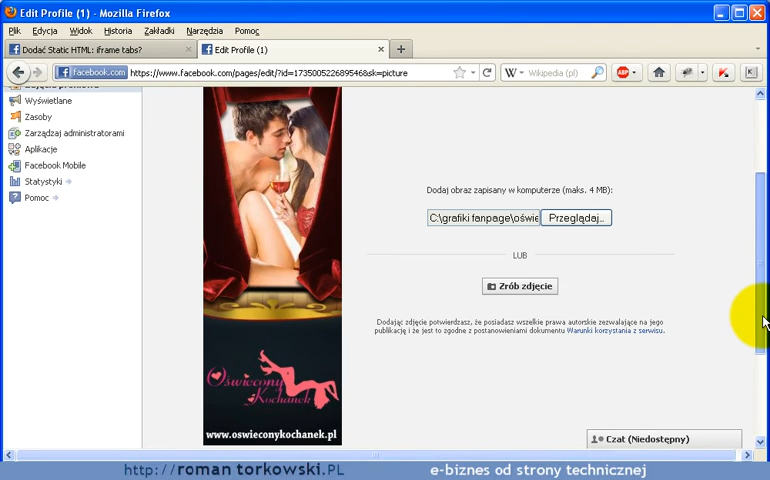 Edit Profile (1) - Mozilla Firefox
Plik Edycja Widok Historia Zakładki Narzędzia Pomoc
Dodać Static HTML: iframe tabs?
Edit Profile (1)
facebook.com
https://www.facebook.com/pages/edit/?id=173500522689546&sk=picture
W Wikipedia (pl)
ABP
K
Wyświetlane
Zasoby
Zarządzaj administratorami
Aplikacje
Facebook Mobile
Statystyki
Pomoc
Dodaj obraz zapisany w komputerze (maks. 4 MB):
C:\grafiki fanpage\oświe
Przeglądaj...
LUB
Zrób zdjęcie
Dodając zdjęcie potwierdzasz, że posiadasz wszelkie prawa autorskie zezwalające na jego
publikację i że jest to zgodne z postanowieniami dokumentu Warunki korzystania z serwisu.
Oświecony
Kochanek
www.oswieconykochanek.pl
Czat (Niedostępny)
http://romantorkowski.PL
e-biznes od strony technicznej